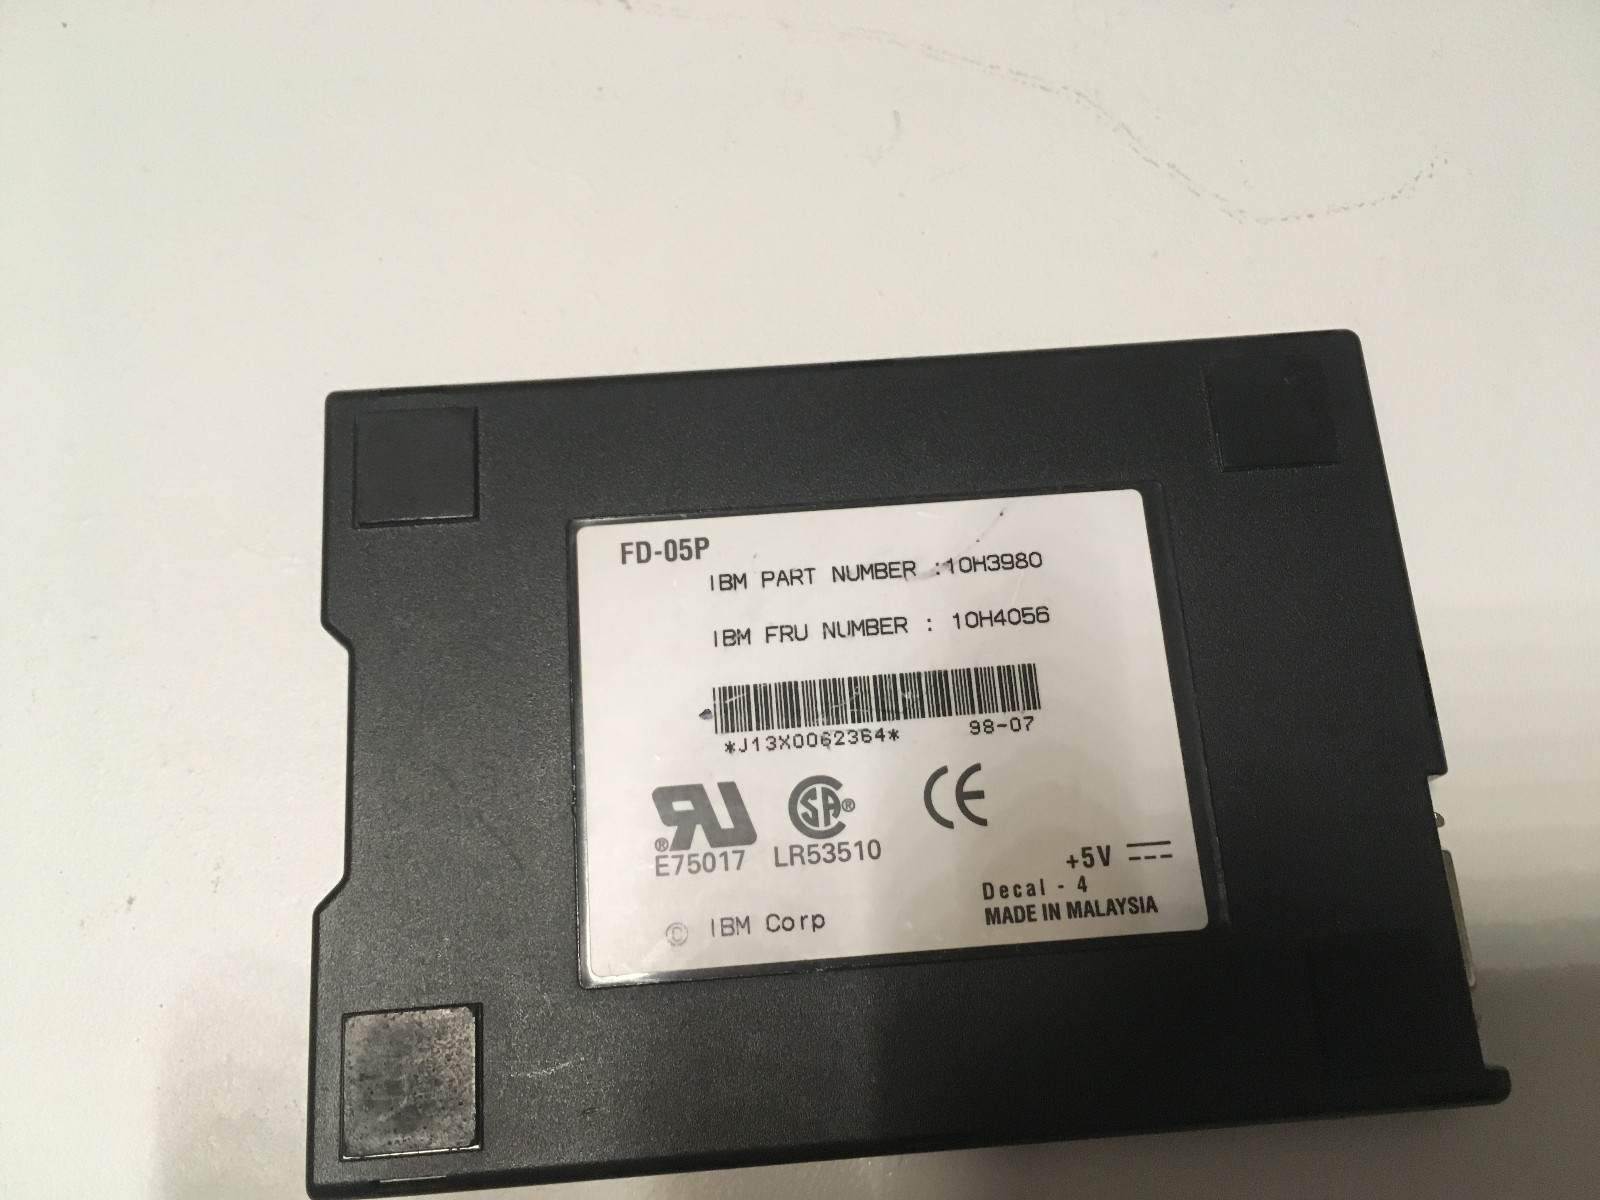 FD-05P
IBM PART NUMBER :10H3980
IBM FRU NUMBER : 10H4056
*J13X0062364* 98-07
E75017 LR53510
+5V
Decal - 4
© IBM Corp MADE IN MALAYSIA